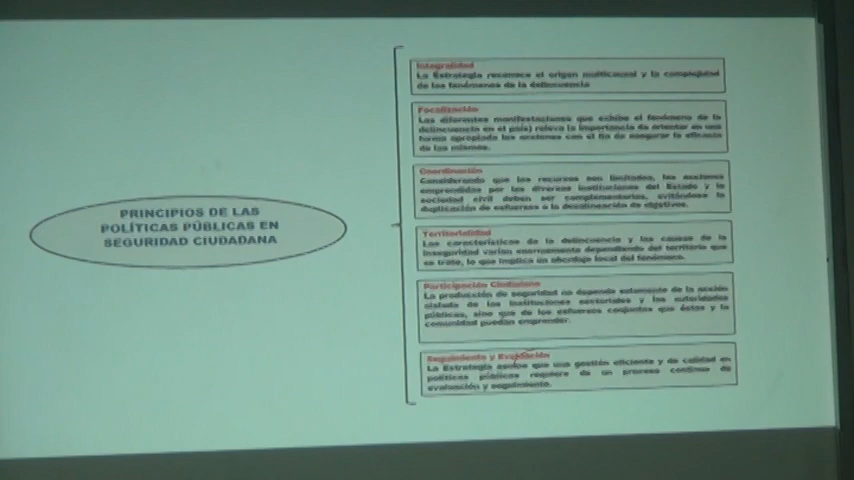 PRINCIPIOS DE LAS
POLÍTICAS PÚBLICAS EN
SEGURIDAD CIUDADANA
Integralidad
La Estrategia reconoce el origen multicausal y la complejidad
de los fenómenos de la delincuencia
Focalización
Las diferentes manifestaciones que exhibe el fenómeno de la
delincuencia en el país) releva la importancia de orientar en una
forma apropiada las acciones con el fin de asegurar la eficacia
de las mismas.
Coordinación
Considerando que los recursos son limitados, las acciones
emprendidas por las diversas instituciones del Estado y la
sociedad civil deben ser complementarias, evitándose la
duplicación de esfuerzos o la desalineación de objetivos.
Territorialidad
Las características de la delincuencia y las causas de la
inseguridad varían enormemente dependiendo del territorio que
se trate, lo que implica un abordaje local del fenómeno.
Participación Ciudadana
La producción de seguridad no depende solamente de la acción
aislada de las instituciones sectoriales y las autoridades
públicas, sino que de los esfuerzos conjuntos que éstas y la
comunidad puedan emprender.
Seguimiento y Evaluación
La Estrategia asume que una gestión eficiente y de calidad en
políticas públicas requiere de un proceso continuo de
evaluación y seguimiento.